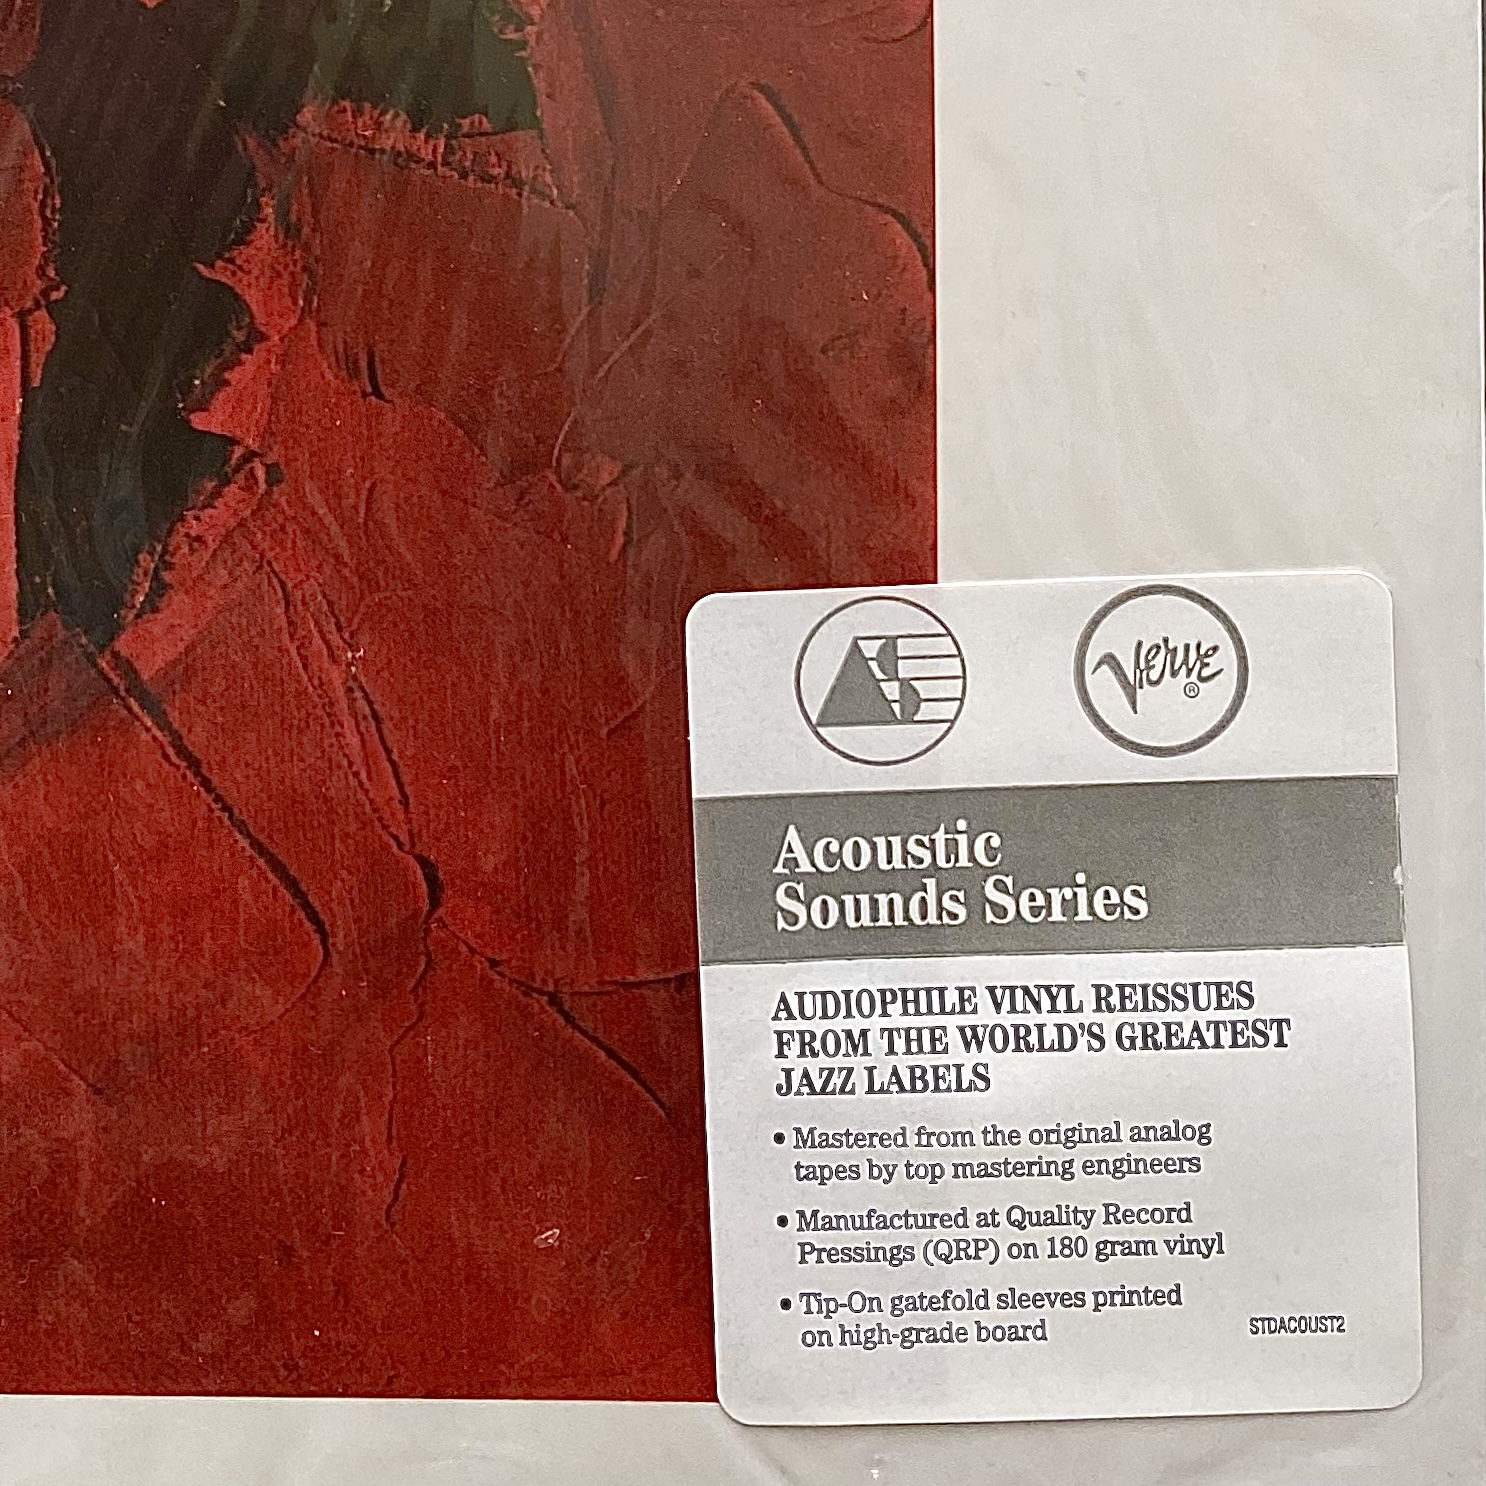 AS
Verve
®
Acoustic
Sounds Series
AUDIOPHILE VINYL REISSUES
FROM THE WORLD'S GREATEST
JAZZ LABELS
• Mastered from the original analog
tapes by top mastering engineers
• Manufactured at Quality Record
Pressings (QRP) on 180 gram vinyl
• Tip-On gatefold sleeves printed
on high-grade board
STDACOUST2